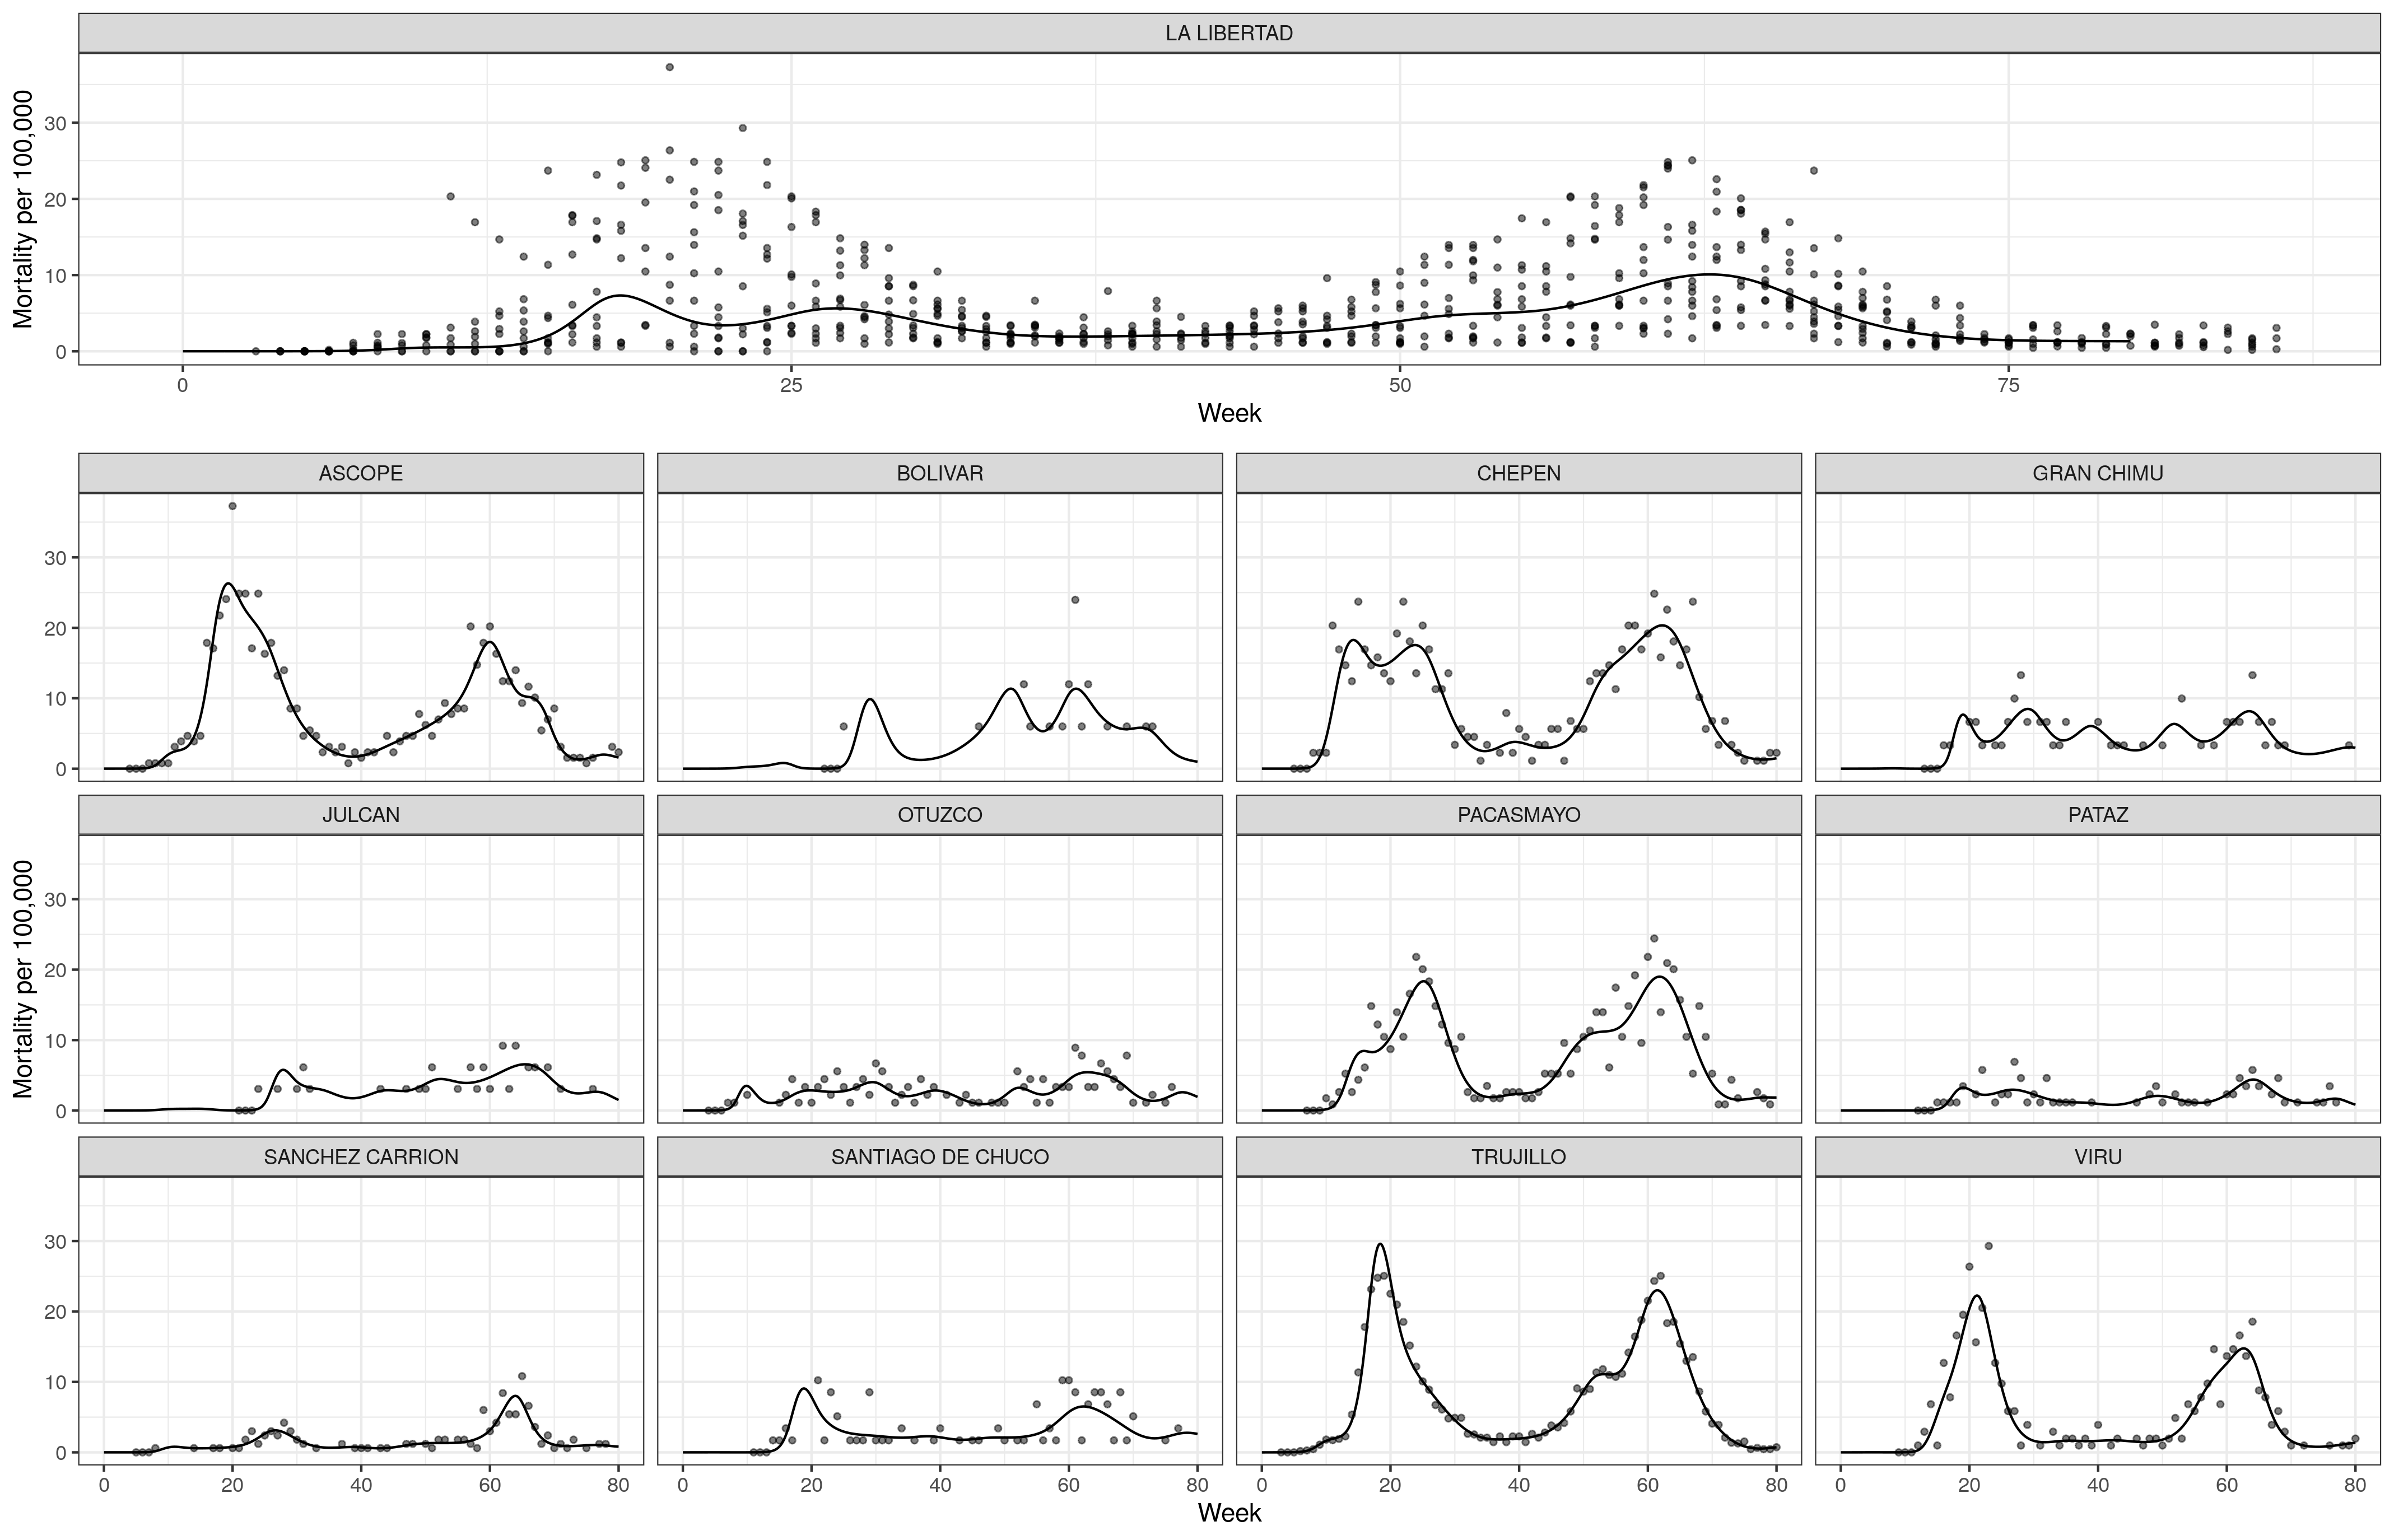 LA LIBERTAD
Mortality per 100,000
30
20
10
0
0 25 50 75
Week
ASCOPE BOLIVAR CHEPEN GRAN CHIMU
30
20
10
0
JULCAN OTUZCO PACASMAYO PATAZ
Mortality per 100,000
30
20
10
0
SANCHEZ CARRION SANTIAGO DE CHUCO TRUJILLO VIRU
30
20
10
0
0 20 40 60 80 0 20 40 60 80 0 20 40 60 80 0 20 40 60 80
Week